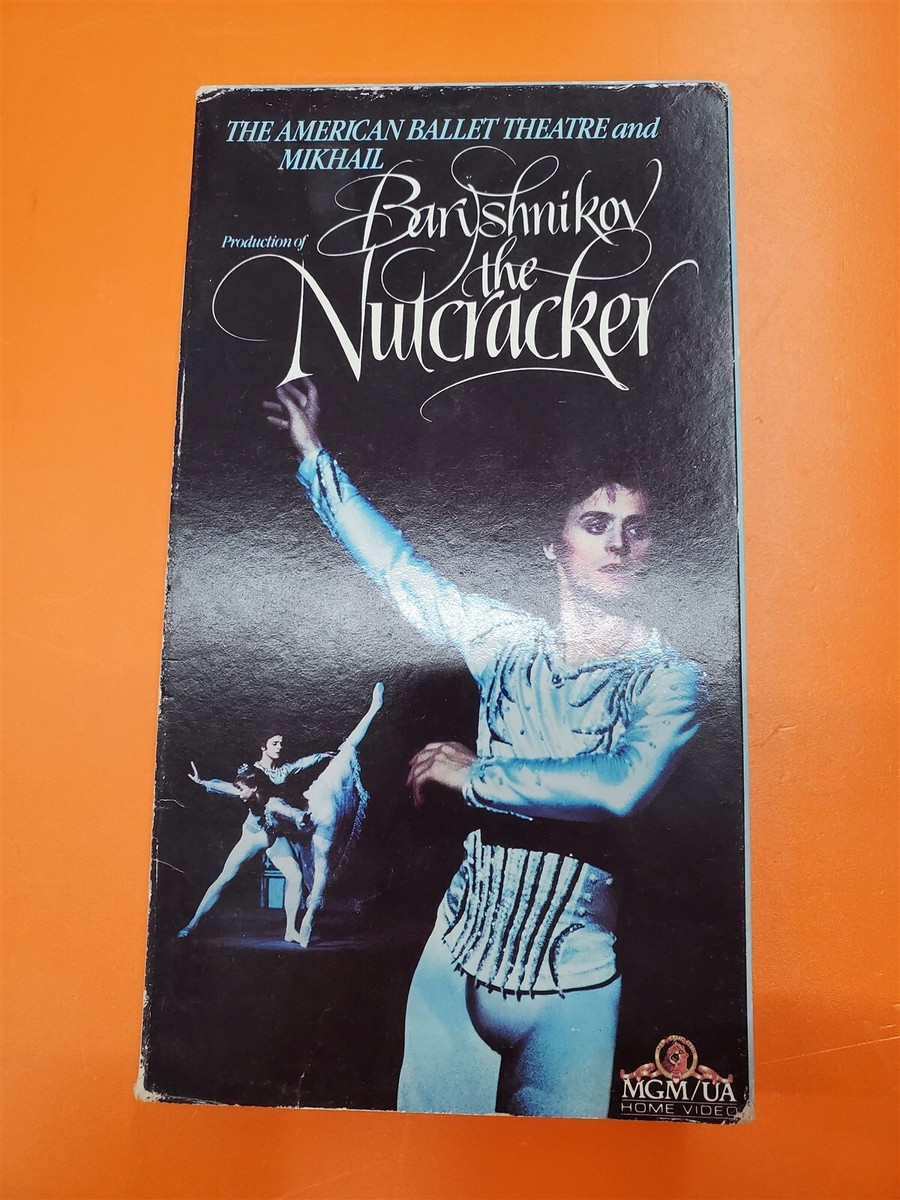 THE AMERICAN BALLET THEATRE and
MIKHAIL
Baryshnikov
Production of
the
Nutcracker
MGM/UA
HOME VIDEO